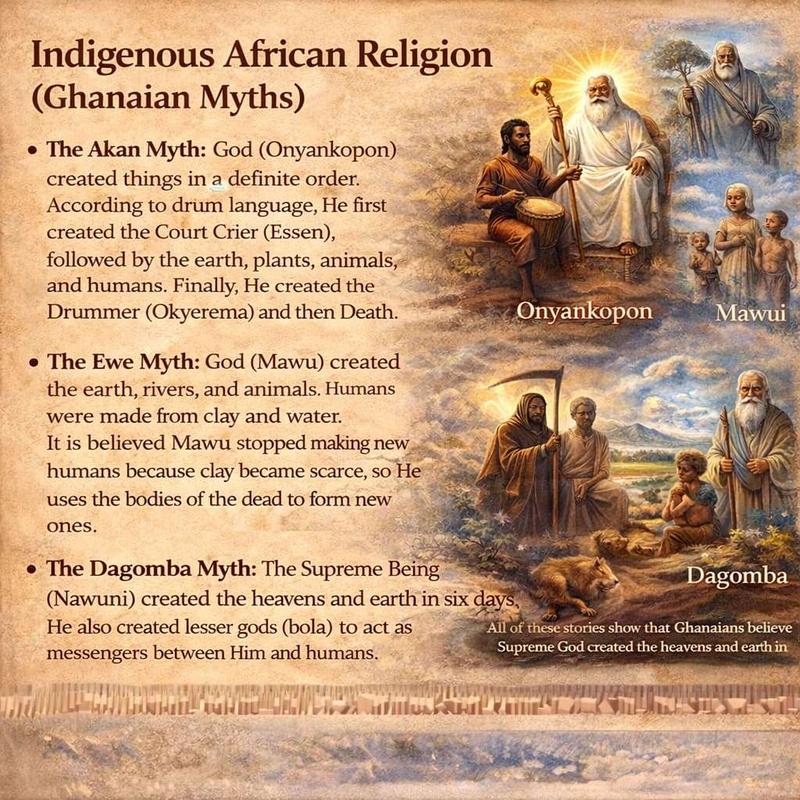 Indigenous African Religion
(Ghanaian Myths)
• The Akan Myth: God (Onyankopon)
created things in a definite order.
According to drum language, He first
created the Court Crier (Essen),
followed by the earth, plants, animals,
and humans. Finally, He created the
Drummer (Okyerema) and then Death.
• The Ewe Myth: God (Mawu) created
the earth, rivers, and animals. Humans
were made from clay and water.
It is believed Mawu stopped making new
humans because clay became scarce, so He
uses the bodies of the dead to form new
ones.
• The Dagomba Myth: The Supreme Being
(Nawuni) created the heavens and earth in six days.
He also created lesser gods (bola) to act as
messengers between Him and humans.
Onyankopon
Mawui
Dagomba
All of these stories show that Ghanaians believe
Supreme God created the heavens and earth in